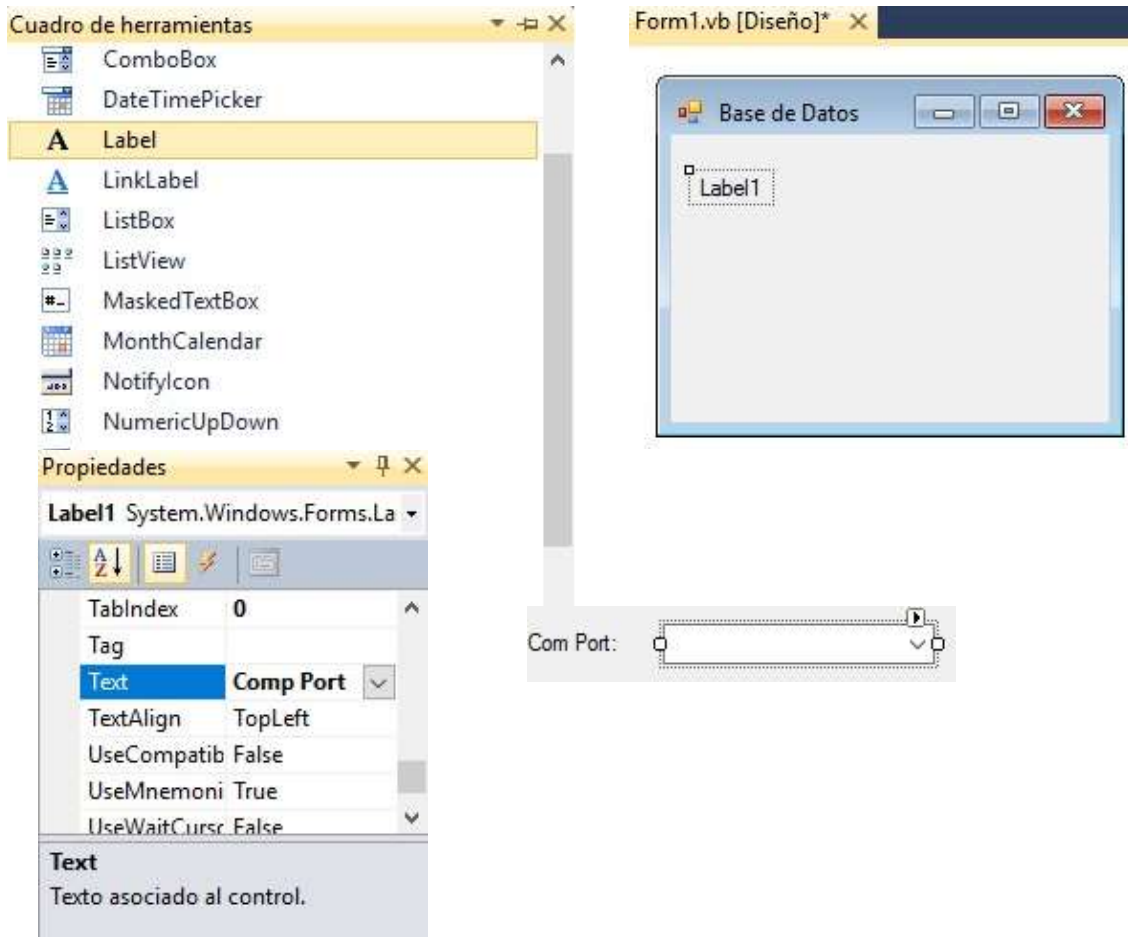 Cuadro de herramientas
ComboBox
DateTimePicker
A Label
A LinkLabel
ListBox
ListView
MaskedTextBox
MonthCalendar
NotifyIcon
NumericUpDown
Propiedades
Label1 System.Windows.Forms.La
TabIndex 0
Tag
Text Comp Port
TextAlign TopLeft
UseCompatib False
UseMnemoni True
UseWaitCursc False
Text
Texto asociado al control.
Form1.vb [Diseño]*
Base de Datos
Label1
Com Port: